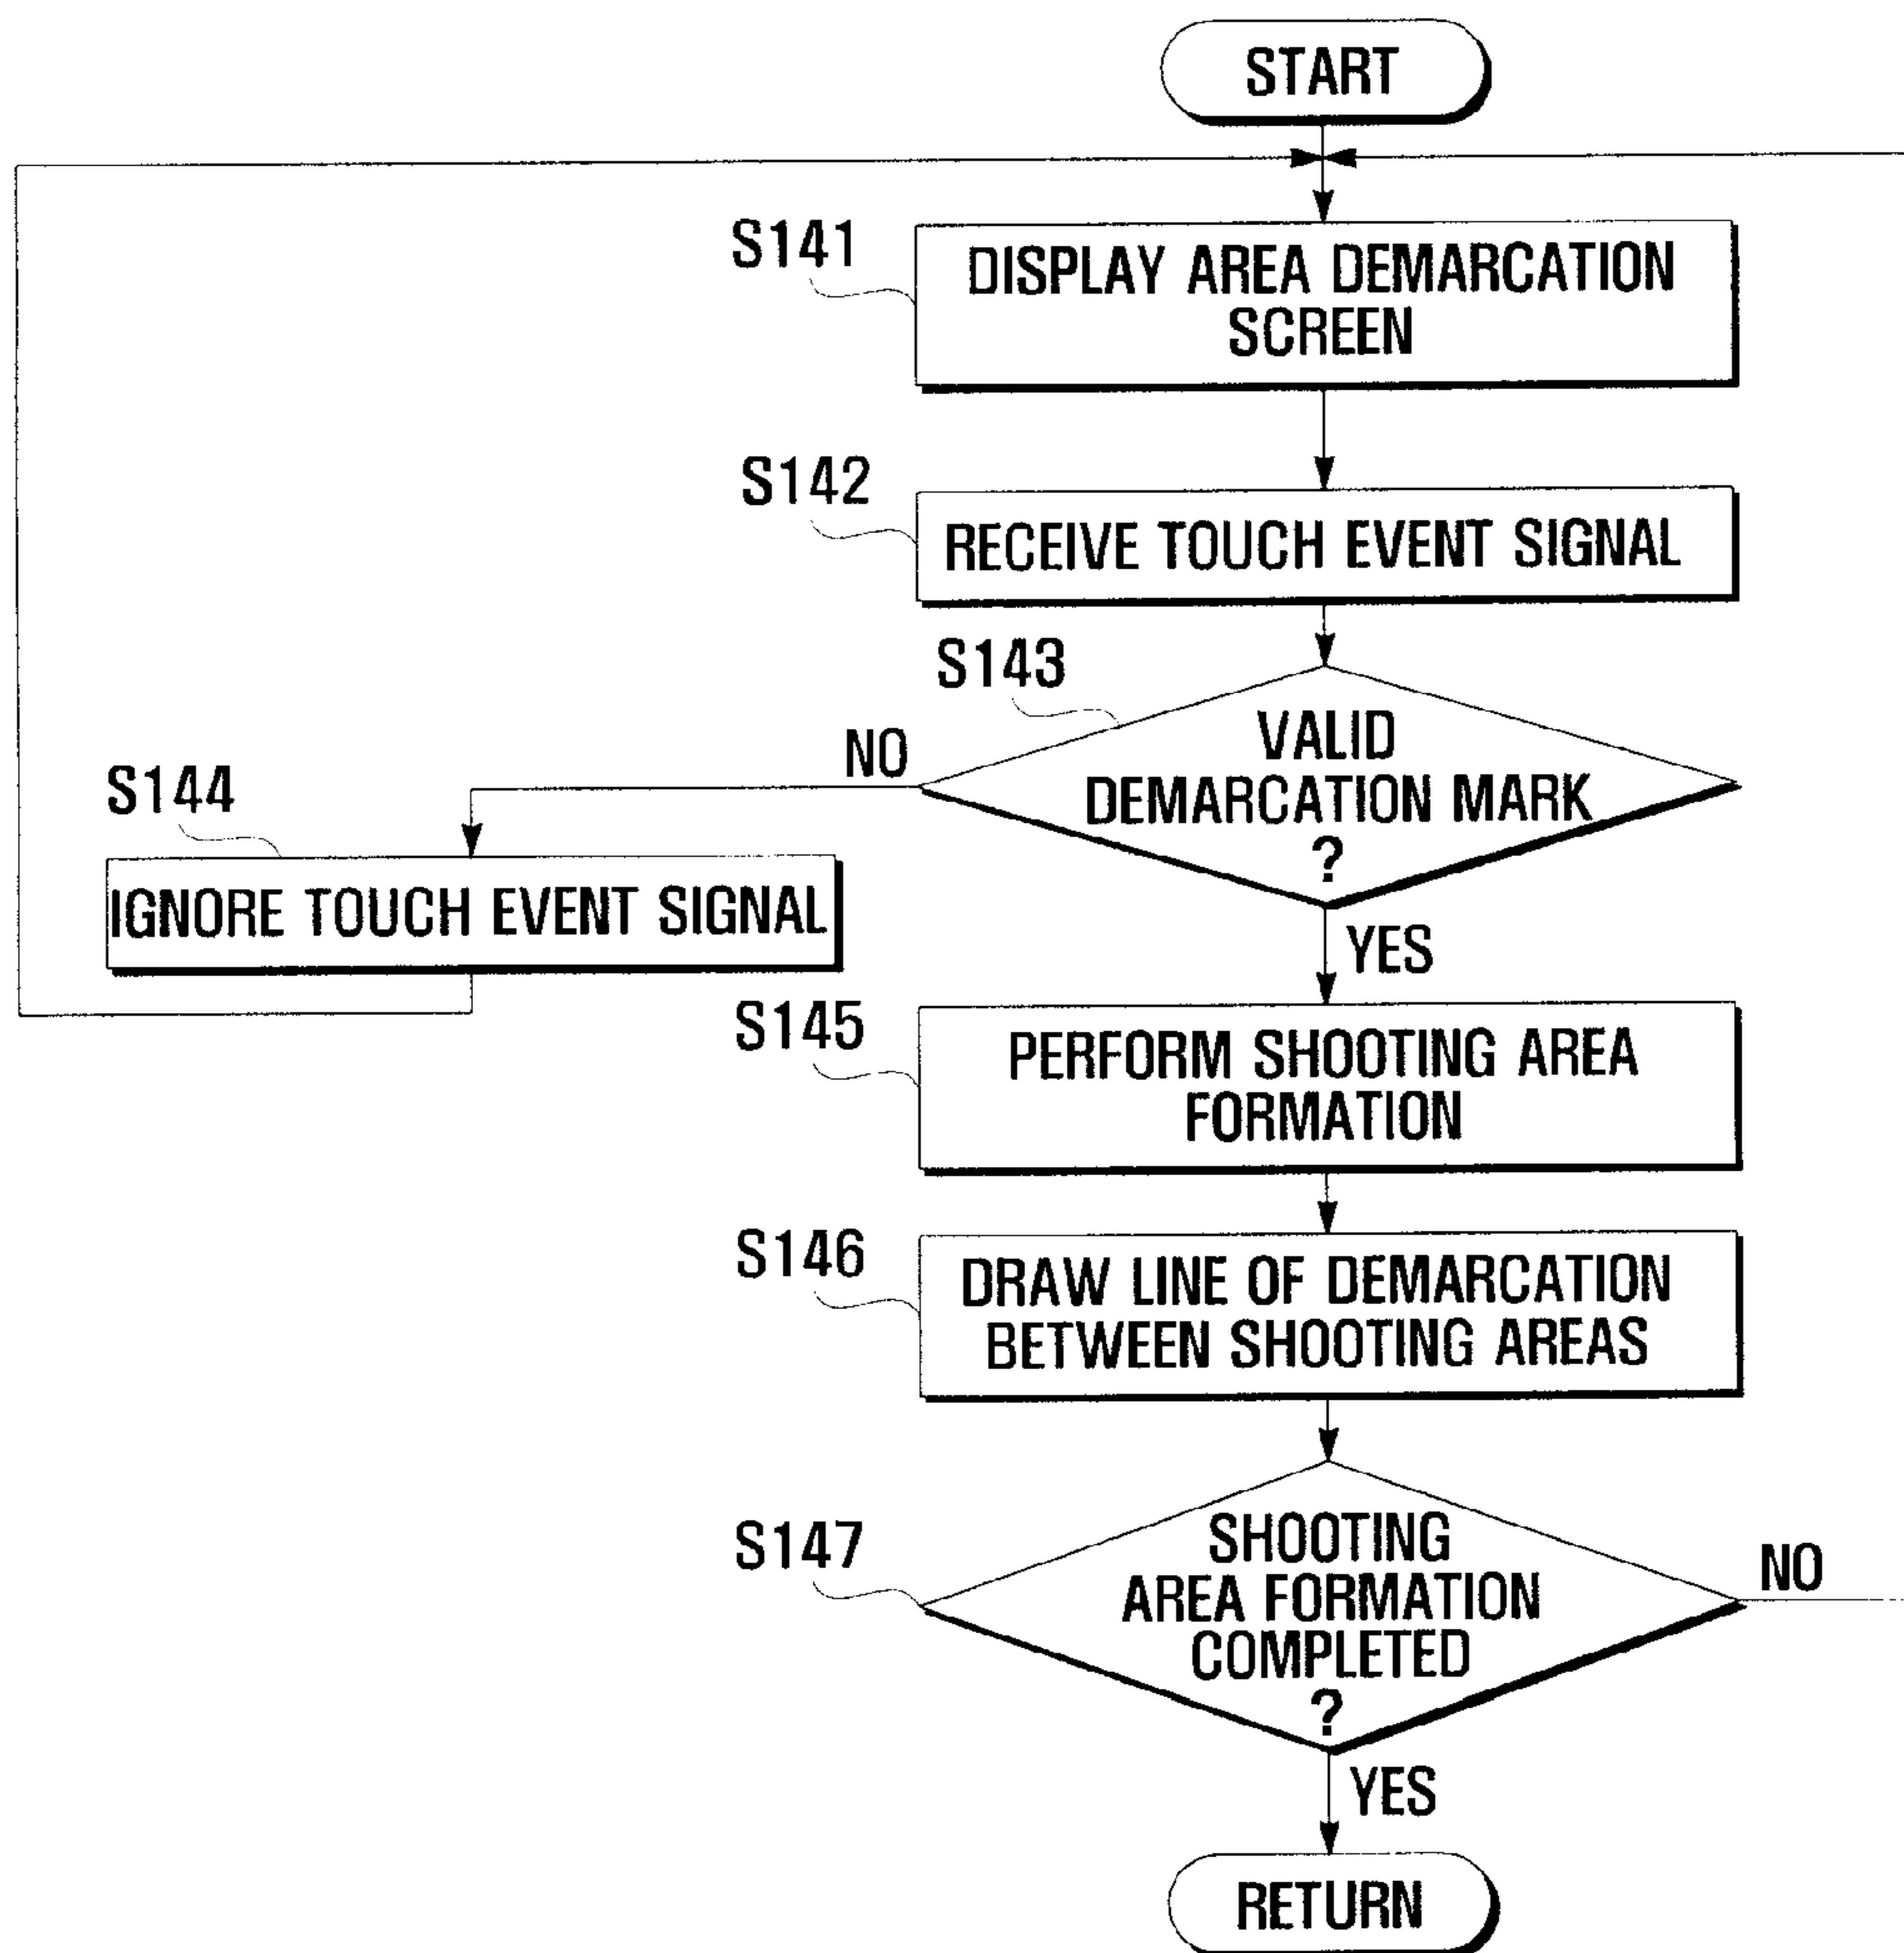 START
S141
DISPLAY AREA DEMARCATION
SCREEN
S142
RECEIVE TOUCH EVENT SIGNAL
S143
VALID
DEMARCATION MARK
?
NO
YES
S144
IGNORE TOUCH EVENT SIGNAL
S145
PERFORM SHOOTING AREA
FORMATION
S146
DRAW LINE OF DEMARCATION
BETWEEN SHOOTING AREAS
S147
SHOOTING
AREA FORMATION
COMPLETED
?
NO
YES
RETURN